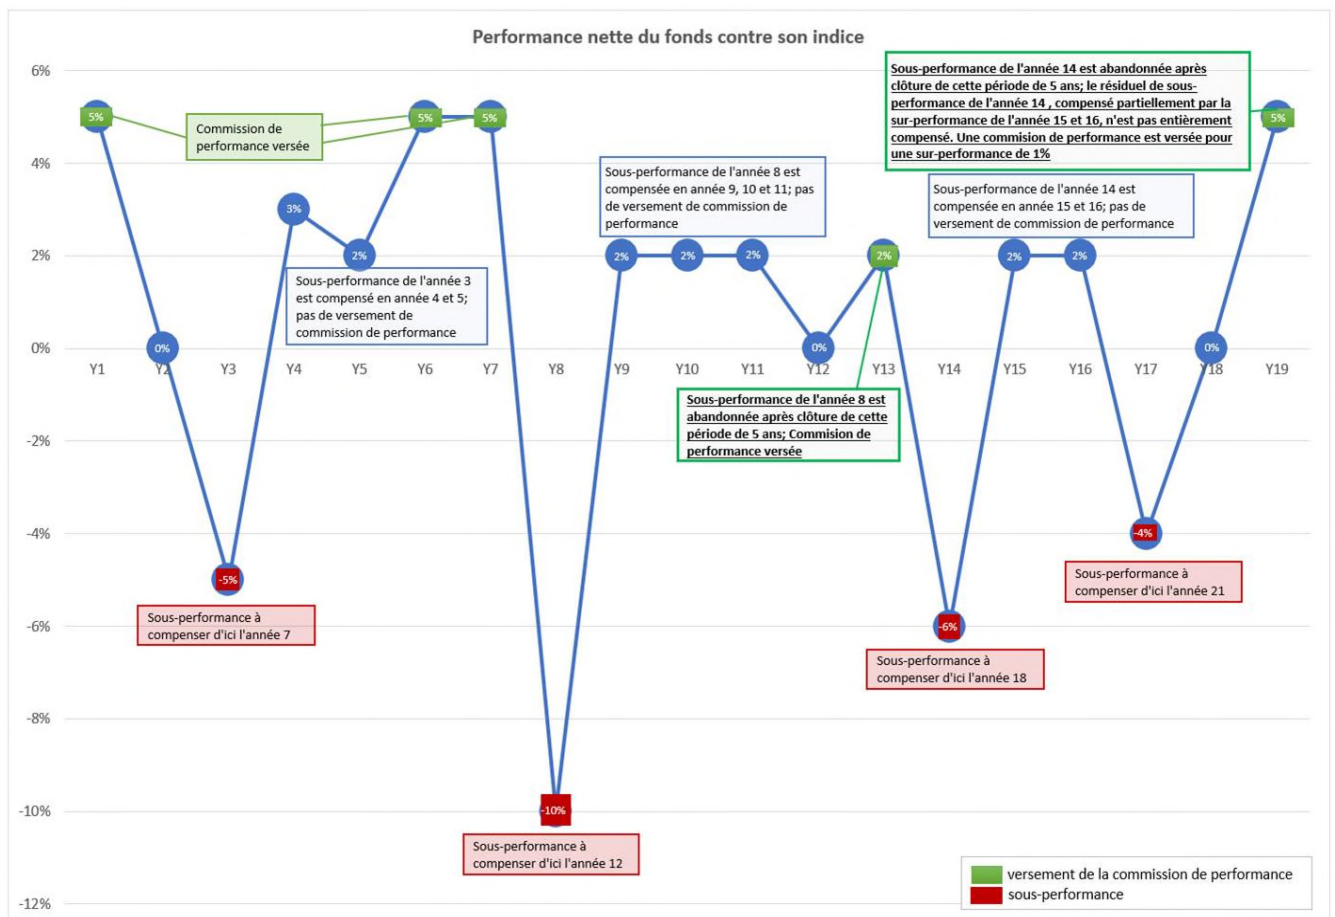 Performance nette du fonds contre son indice
6%
4%
2%
0%
-2%
-4%
-6%
-8%
-10%
-12%
5%
0%
-5%
3%
2%
5%
5%
-10%
2%
2%
2%
0%
2%
-6%
2%
2%
-4%
0%
5%
Y1
Y2
Y3
Y4
Y5
Y6
Y7
Y8
Y9
Y10
Y11
Y12
Y13
Y14
Y15
Y16
Y17
Y18
Y19
Commission de
performance versée
Sous-performance de l'année 3
est compensé en année 4 et 5;
pas de versement de
commission de performance
Sous-performance à
compenser d'ici l'année 7
Sous-performance à
compenser d'ici l'année 12
Sous-performance de l'année 8 est
compensée en année 9, 10 et 11; pas
de versement de commission de
performance
Sous-performance de l'année 8 est
abandonnée après clôture de cette
période de 5 ans; Commision de
performance versée
Sous-performance de l'année 14 est abandonnée après
clôture de cette période de 5 ans; le résiduel de sous-
performance de l'année 14 , compensé partiellement par la
sur-performance de l'année 15 et 16, n'est pas entièrement
compensé. Une commision de performance est versée pour
une sur-performance de 1%
Sous-performance de l'année 14 est
compensée en année 15 et 16; pas de
versement de commission de performance
Sous-performance à
compenser d'ici l'année 18
Sous-performance à
compenser d'ici l'année 21
versement de la commission de performance
sous-performance